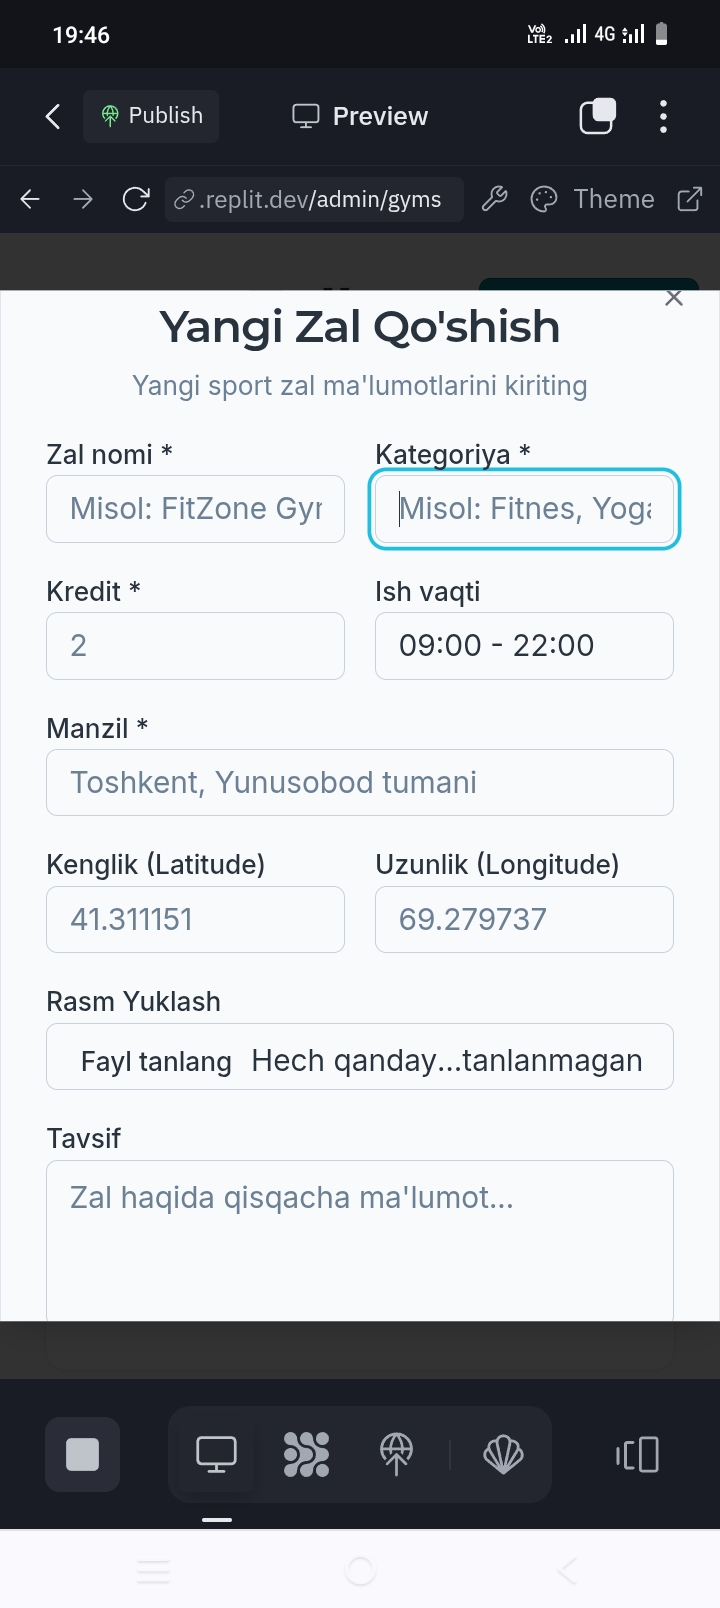 19:46
Vo)) LTE2 4G
Publish
Preview
.replit.dev/admin/gyms
Theme
Yangi Zal Qo'shish
Yangi sport zal ma'lumotlarini kiriting
Zal nomi *
Kategoriya *
Misol: FitZone Gyr
Misol: Fitnes, Yoga
Kredit *
Ish vaqti
2
09:00 - 22:00
Manzil *
Toshkent, Yunusobod tumani
Kenglik (Latitude)
Uzunlik (Longitude)
41.311151
69.279737
Rasm Yuklash
Fayl tanlang Hech qanday...tanlanmagan
Tavsif
Zal haqida qisqacha ma'lumot...